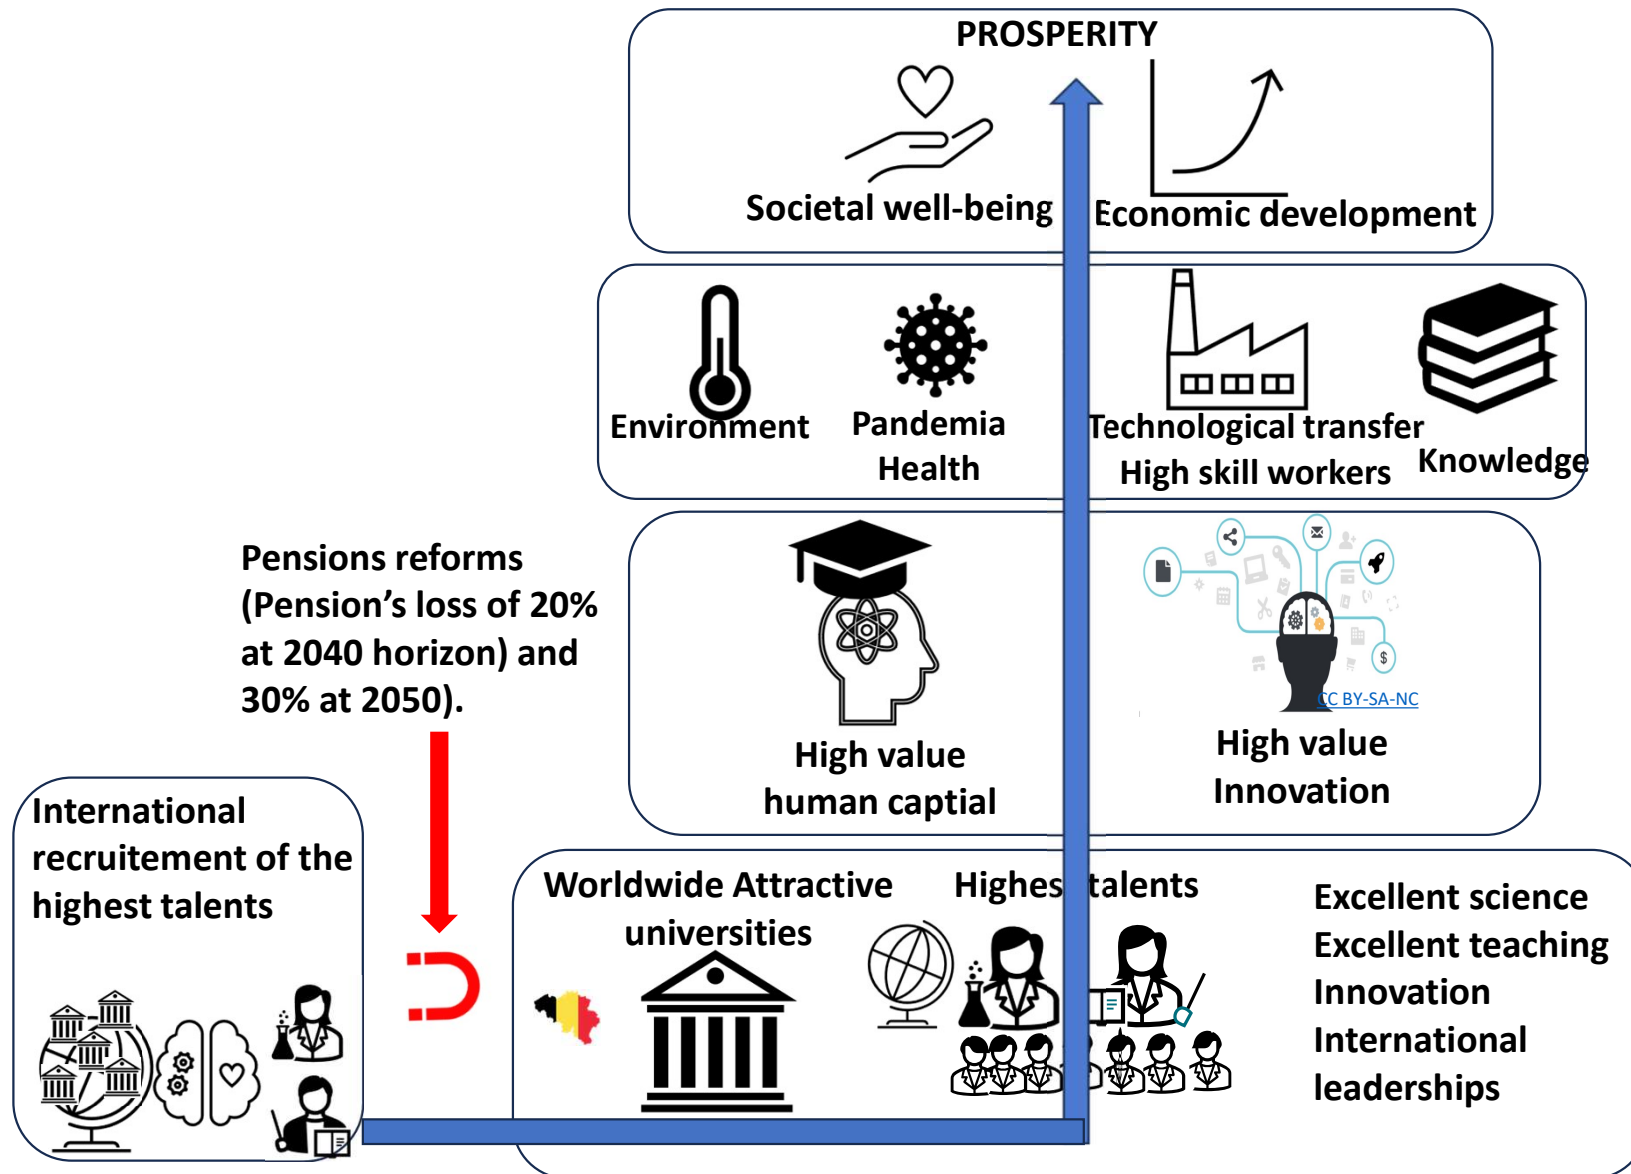 PROSPERITY
Societal well-being
Economic development
Environment
Pandemia
Health
Technological transfer
High skill workers
Knowledge
Pensions reforms
(Pension’s loss of 20%
at 2040 horizon) and
30% at 2050).
CC BY-SA-NC
High value
human captial
High value
Innovation
International
recruitement of the
highest talents
Worldwide Attractive
universities
Highest talents
Excellent science
Excellent teaching
Innovation
International
leaderships